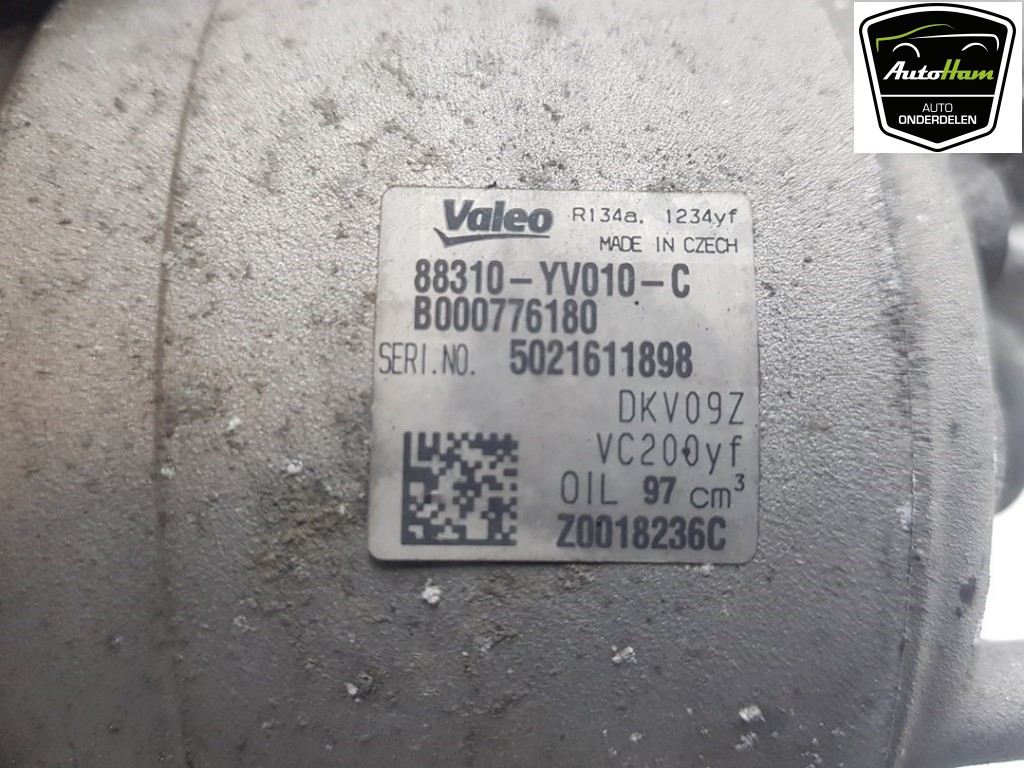 AutoHam
AUTO
ONDERDELEN
Valeo R134a. 1234yf
MADE IN CZECH
88310-YV010-C
B000776180
SERI.NO. 5021611898
DKV09Z
VC200yf
OIL 97 cm³
Z0018236C